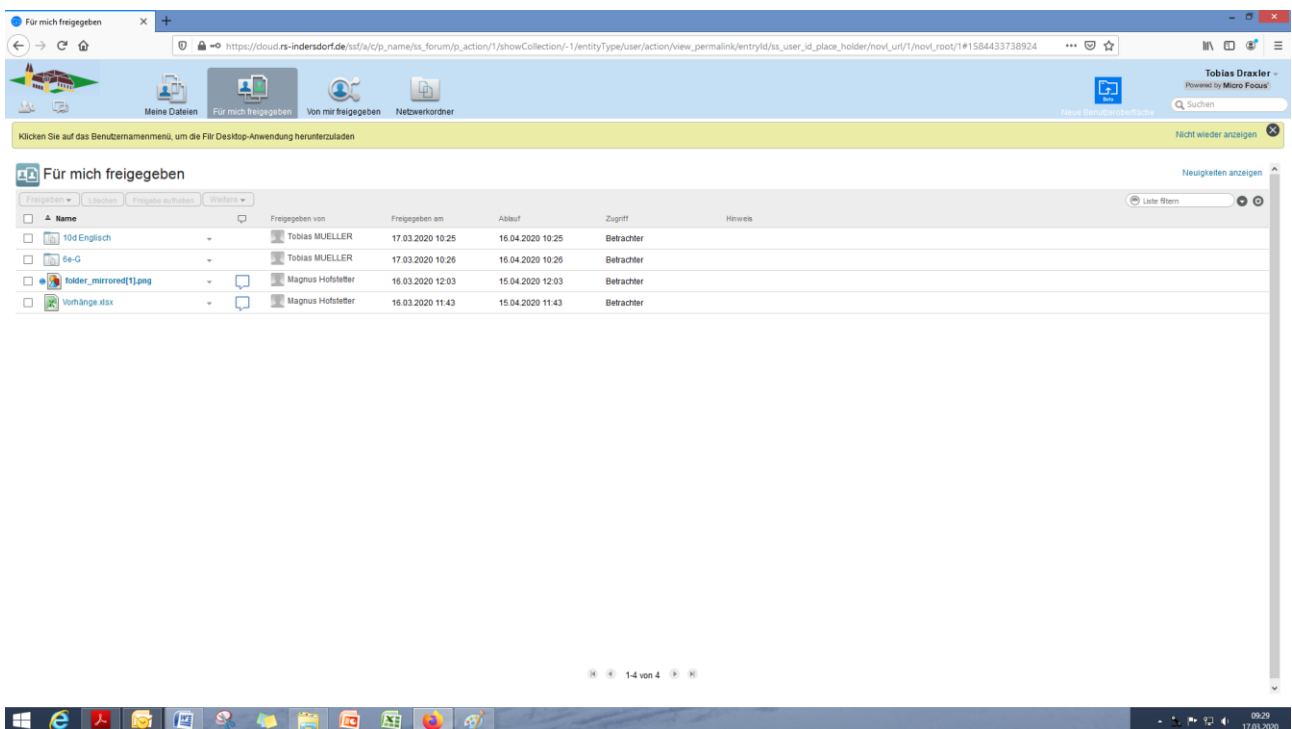 Für mich freigegeben
https://cloud.rs-indersdorf.de/ssf/a/c/p_name/ss_forum/p_action/1/showCollection/-1/entityType/user/action/view_permalink/entryId/ss_user_id_place_holder/novl_url/1/novl_root/1#1584433738924
Tobias Draxler
Powered by Micro Focus
Beta
Suchen
Meine Dateien Für mich freigegeben Von mir freigegeben Netzwerkordner
Neue Benutzeroberfläche
Klicken Sie auf das Benutzernamenmenü, um die Filr Desktop-Anwendung herunterzuladen
Nicht wieder anzeigen
Für mich freigegeben
Neuigkeiten anzeigen
Freigeben Löschen Freigabe aufheben Weitere
Liste filtern
Name Freigegeben von Freigegeben am Ablauf Zugriff Hinweis
10d Englisch Tobias MUELLER 17.03.2020 10:25 16.04.2020 10:25 Betrachter
6e-G Tobias MUELLER 17.03.2020 10:26 16.04.2020 10:26 Betrachter
folder_mirrored[1].png Magnus Hofstetter 16.03.2020 12:03 15.04.2020 12:03 Betrachter
Vorhänge.xlsx Magnus Hofstetter 16.03.2020 11:43 15.04.2020 11:43 Betrachter
1-4 von 4
09:29
17.03.2020